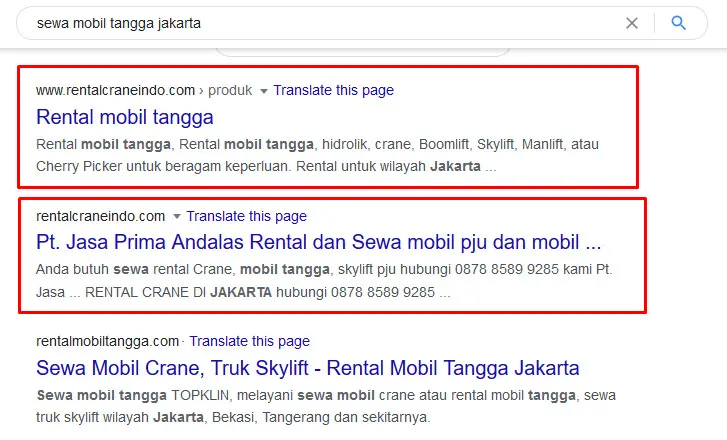 sewa mobil tangga jakarta
www.rentalcraneindo.com › produk Translate this page
Rental mobil tangga
Rental mobil tangga, Rental mobil tangga, hidrolik, crane, Boomlift, Skylift, Manlift, atau
Cherry Picker untuk beragam keperluan. Rental untuk wilayah Jakarta ...
rentalcraneindo.com Translate this page
Pt. Jasa Prima Andalas Rental dan Sewa mobil pju dan mobil ...
Anda butuh sewa rental Crane, mobil tangga, skylift pju hubungi 0878 8589 9285 kami Pt.
Jasa ... RENTAL CRANE DI JAKARTA hubungi 0878 8589 9285 ...
rentalmobiltangga.com · Translate this page
Sewa Mobil Crane, Truk Skylift - Rental Mobil Tangga Jakarta
Sewa mobil tangga TOPKLIN, melayani sewa mobil crane atau rental mobil tangga, sewa
truk skylift wilayah Jakarta, Bekasi, Tangerang dan sekitarnya.